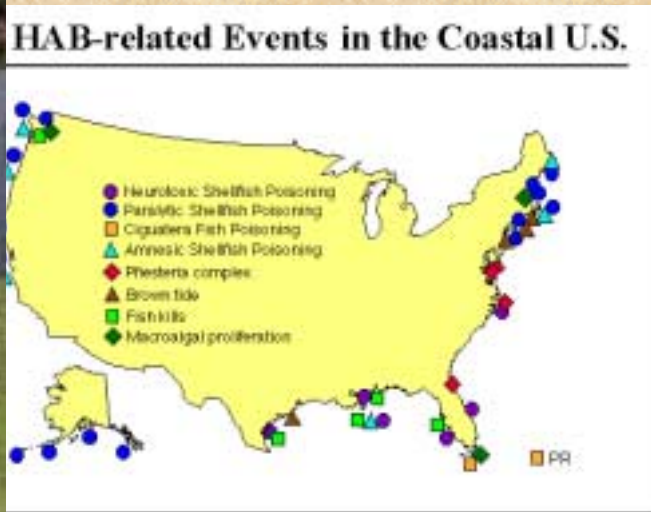 HAB-related Events in the Coastal U.S.
Neurotoxic Shellfish Poisoning
Paralytic Shellfish Poisoning
Ciguatera Fish Poisoning
Amnesic Shellfish Poisoning
Pfiesteria complex
Brown tide
Fish kills
Macroalgal proliferation
PR